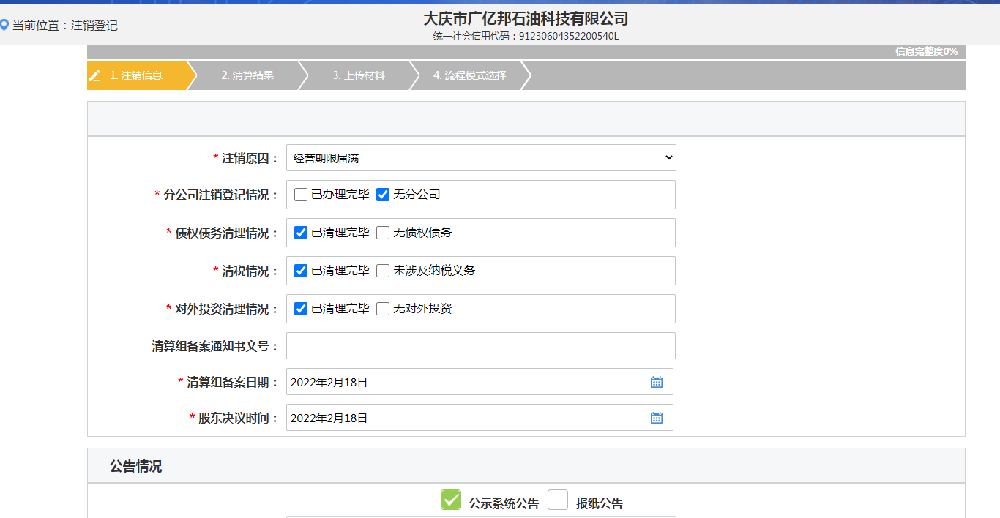 当前位置：注销登记
大庆市广亿邦石油科技有限公司
统一社会信用代码：91230604352200540L
信息完整度0%
1. 注销信息
2. 清算结果
3. 上传材料
4. 流程模式选择
* 注销原因：
经营期限届满
* 分公司注销登记情况：
已办理完毕 无分公司
* 债权债务清理情况：
已清理完毕 无债权债务
* 清税情况：
已清理完毕 未涉及纳税义务
* 对外投资清理情况：
已清理完毕 无对外投资
清算组备案通知书文号：
* 清算组备案日期：
2022年2月18日
* 股东决议时间：
2022年2月18日
公告情况
公示系统公告 报纸公告